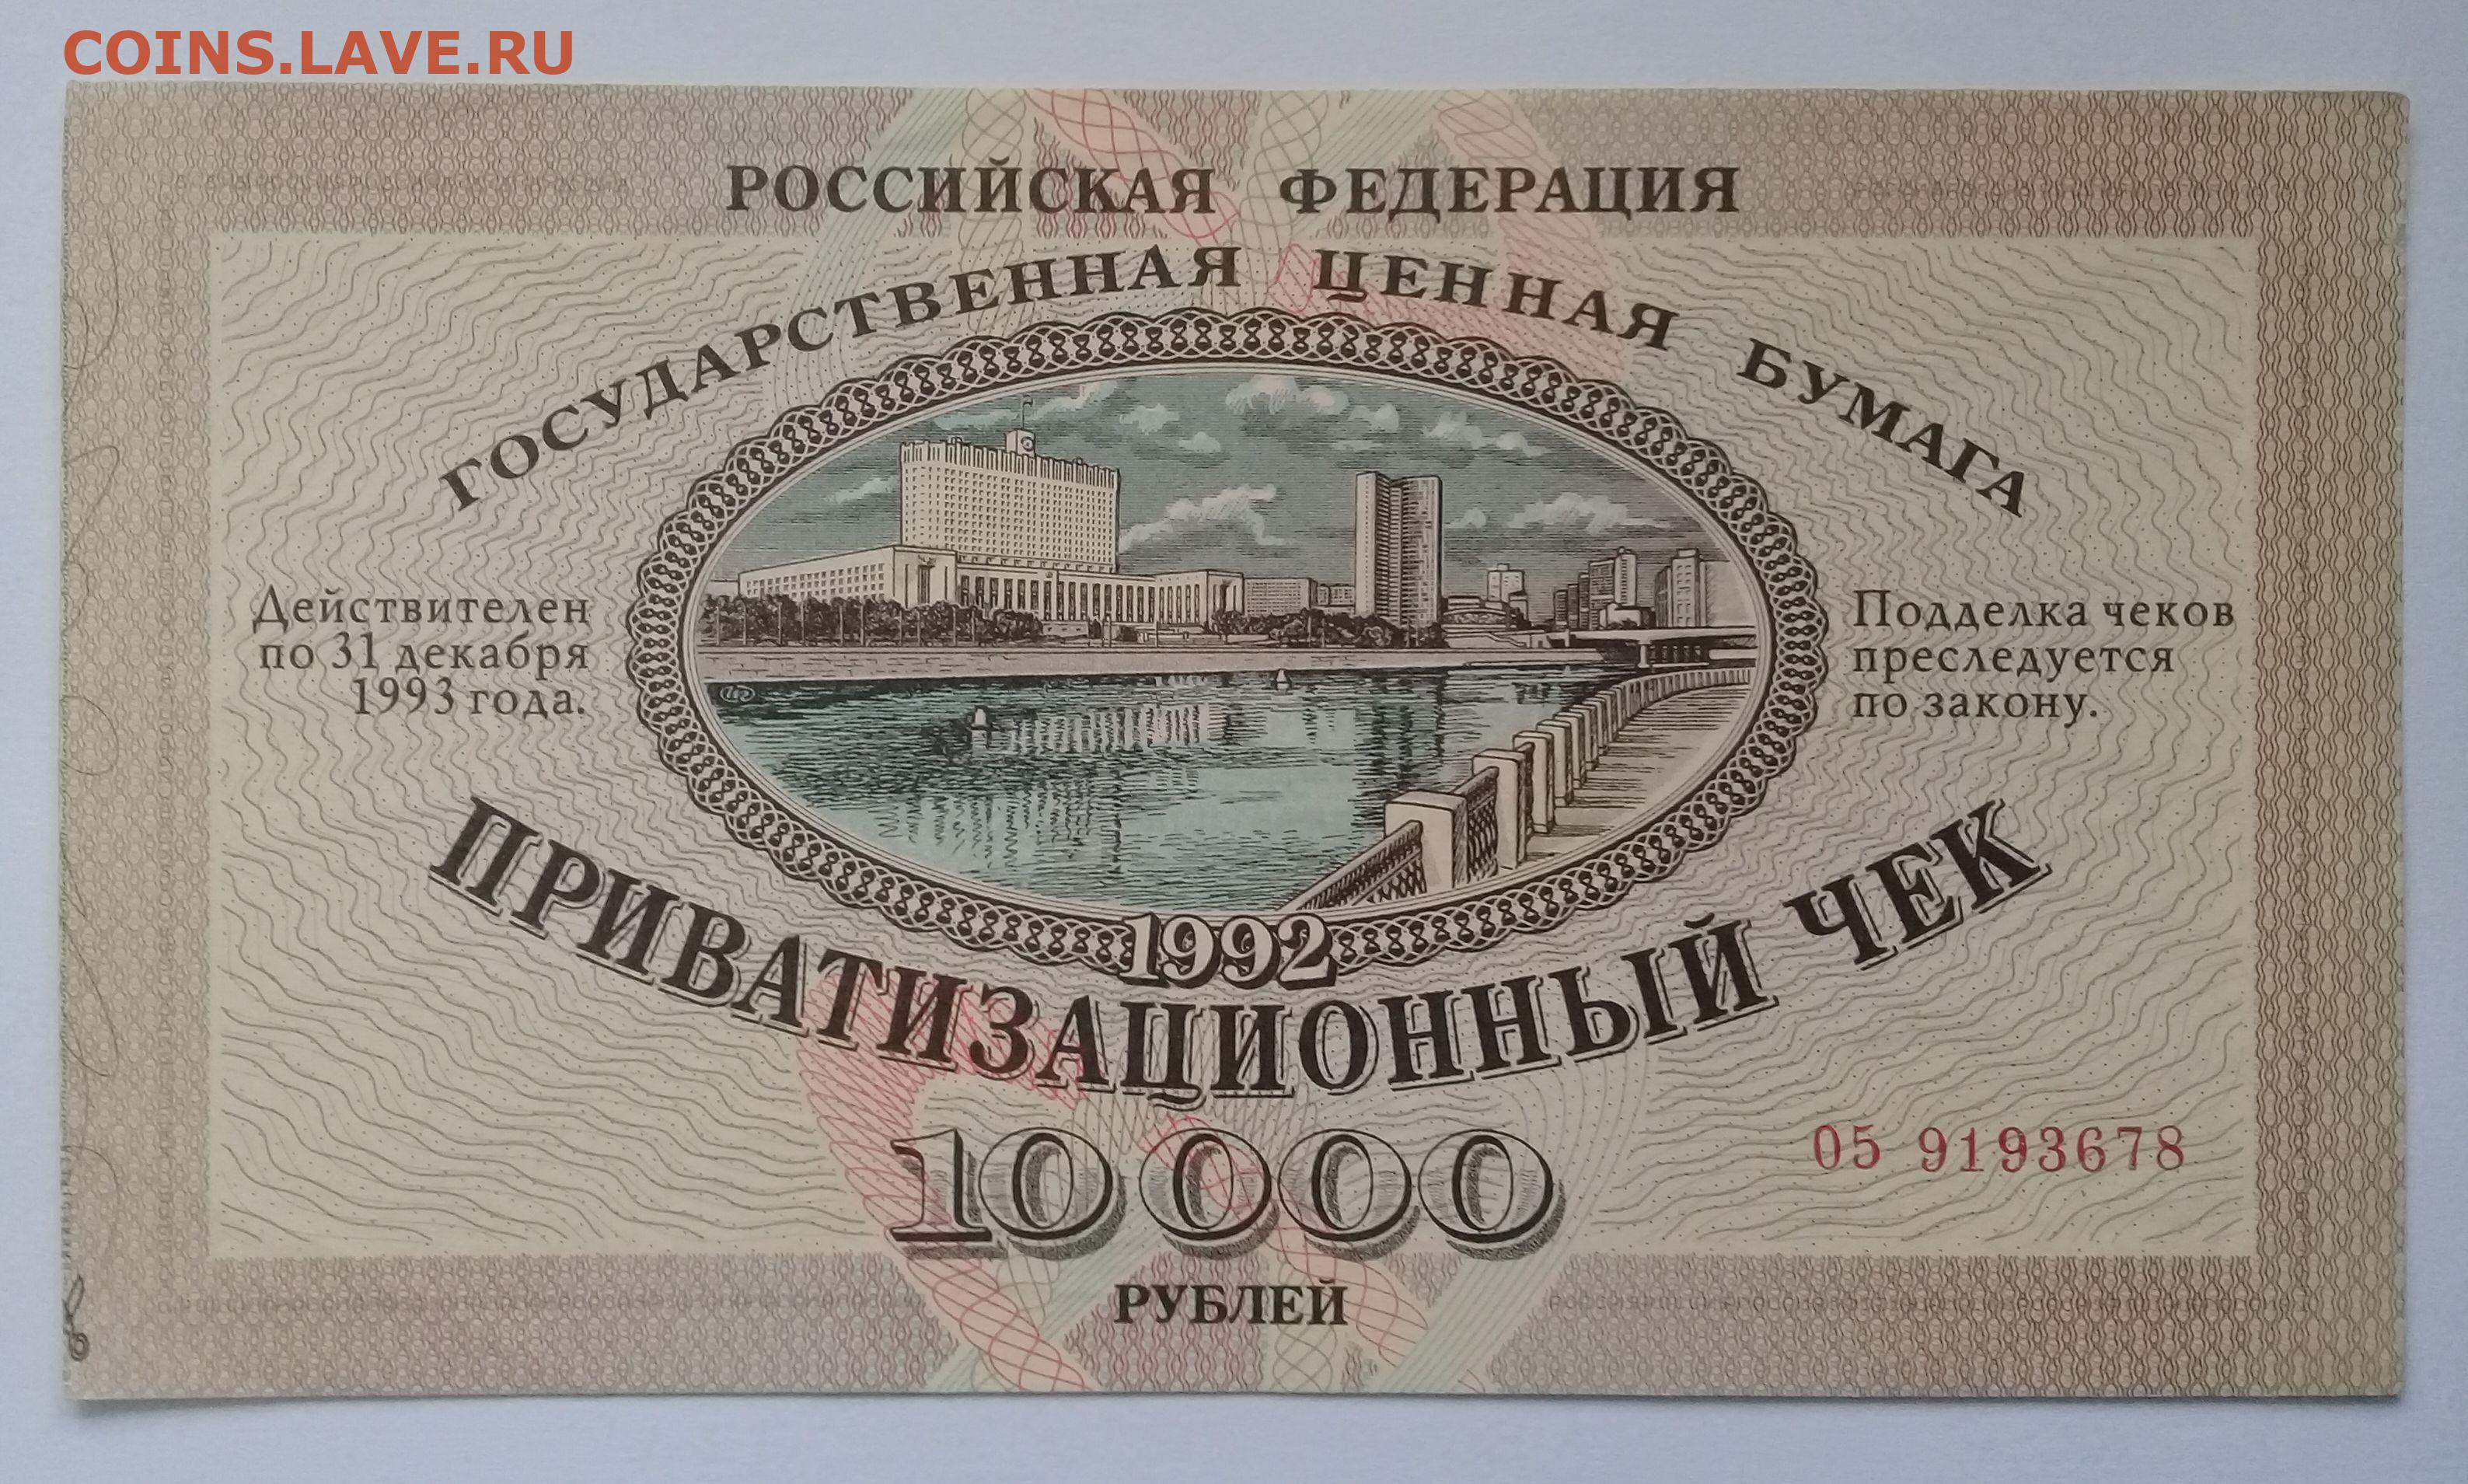 COINS.LAVE.RU
РОССИЙСКАЯ ФЕДЕРАЦИЯ
ГОСУДАРСТВЕННАЯ ЦЕННАЯ БУМАГА
Действителен
по 31 декабря
1993 года.
Подделка чеков
преследуется
по закону.
1992
ПРИВАТИЗАЦИОННЫЙ ЧЕК
05 9193678
10 000
РУБЛЕЙ